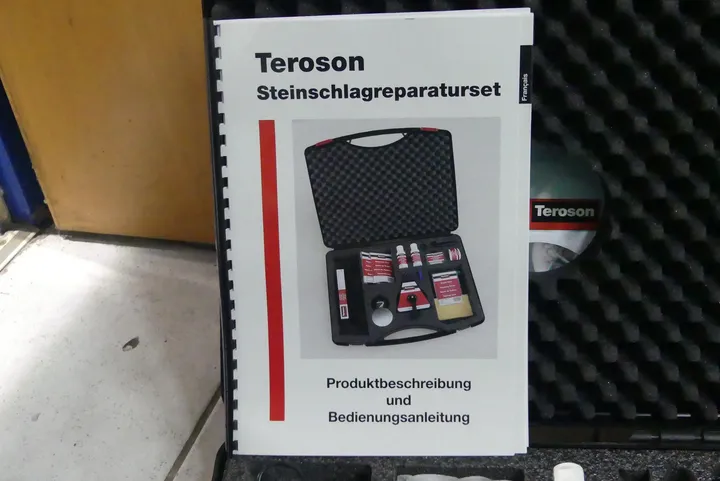 Teroson
Steinschlagreparaturset
Français
Teroson
Produktbeschreibung
und
Bedienungsanleitung